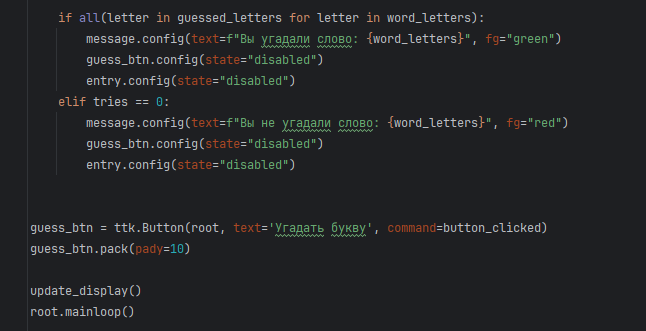 if all(letter in guessed_letters for letter in word_letters):
message.config(text=f"Вы угадали слово: {word_letters}", fg="green")
guess_btn.config(state="disabled")
entry.config(state="disabled")
elif tries == 0:
message.config(text=f"Вы не угадали слово: {word_letters}", fg="red")
guess_btn.config(state="disabled")
entry.config(state="disabled")
guess_btn = ttk.Button(root, text='Угадать букву', command=button_clicked)
guess_btn.pack(pady=10)
update_display()
root.mainloop()